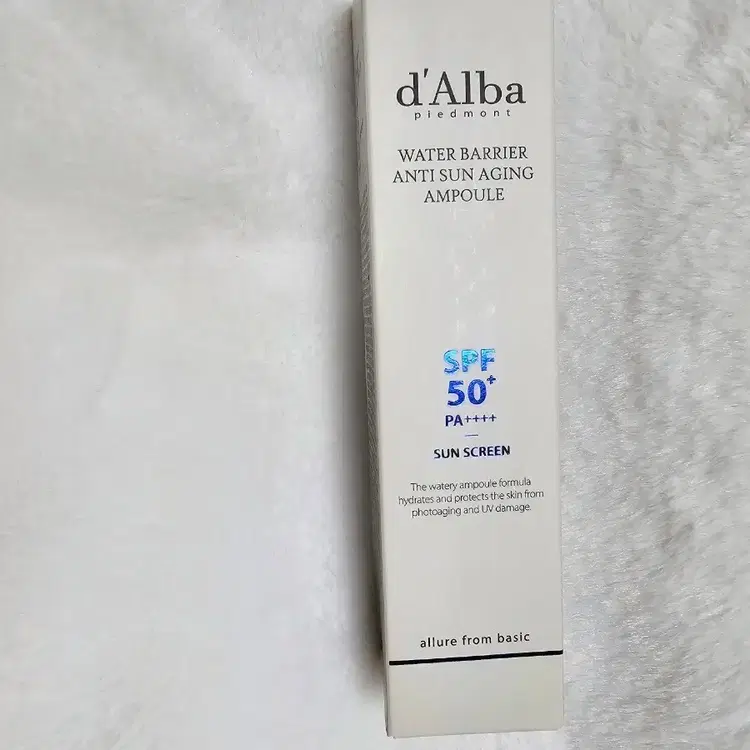 d'Alba
piedmont
WATER BARRIER
ANTI SUN AGING
AMPOULE
SPF
50+
PA++++
SUN SCREEN
The watery ampoule formula
hydrates and protects the skin from
photoaging and UV damage.
allure from basic